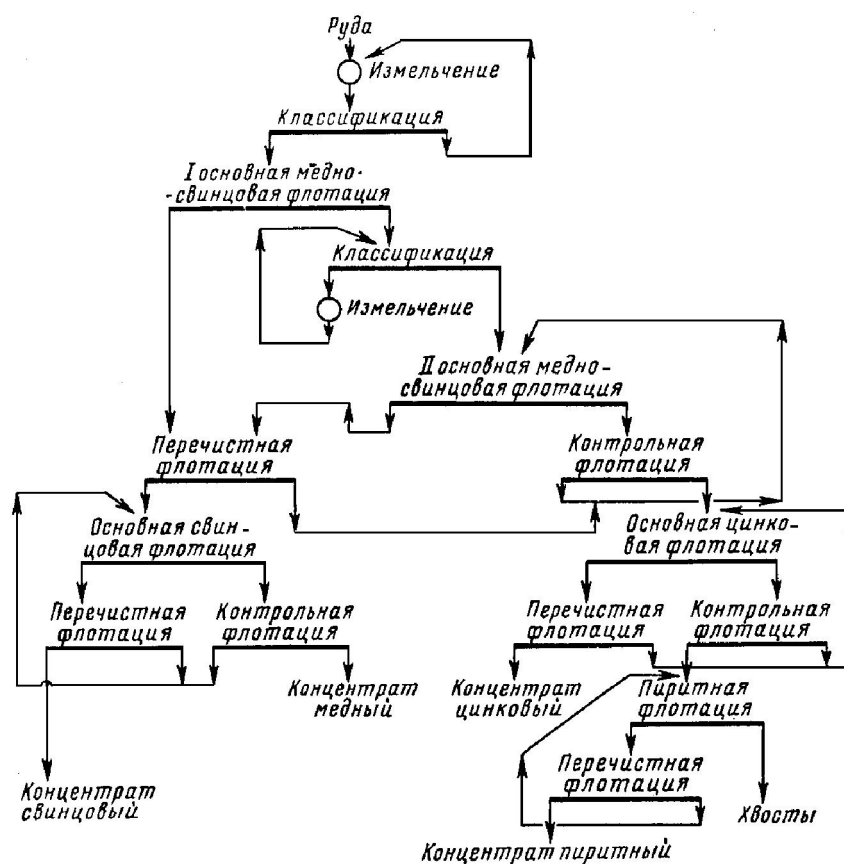 Руда
Измельчение
Классификация
I основная медно-
-свинцовая флотация
Классификация
Измельчение
II основная медно-
свинцовая флотация
Перечистная
флотация
Контрольная
флотация
Основная свин-
цовая флотация
Основная цинко-
вая флотация
Перечистная
флотация
Контрольная
флотация
Перечистная
флотация
Контрольная
флотация
Концентрат
медный
Концентрат
цинковый
Пиритная
флотация
Перечистная
флотация
Концентрат
свинцовый
Хвосты
Концентрат пиритный